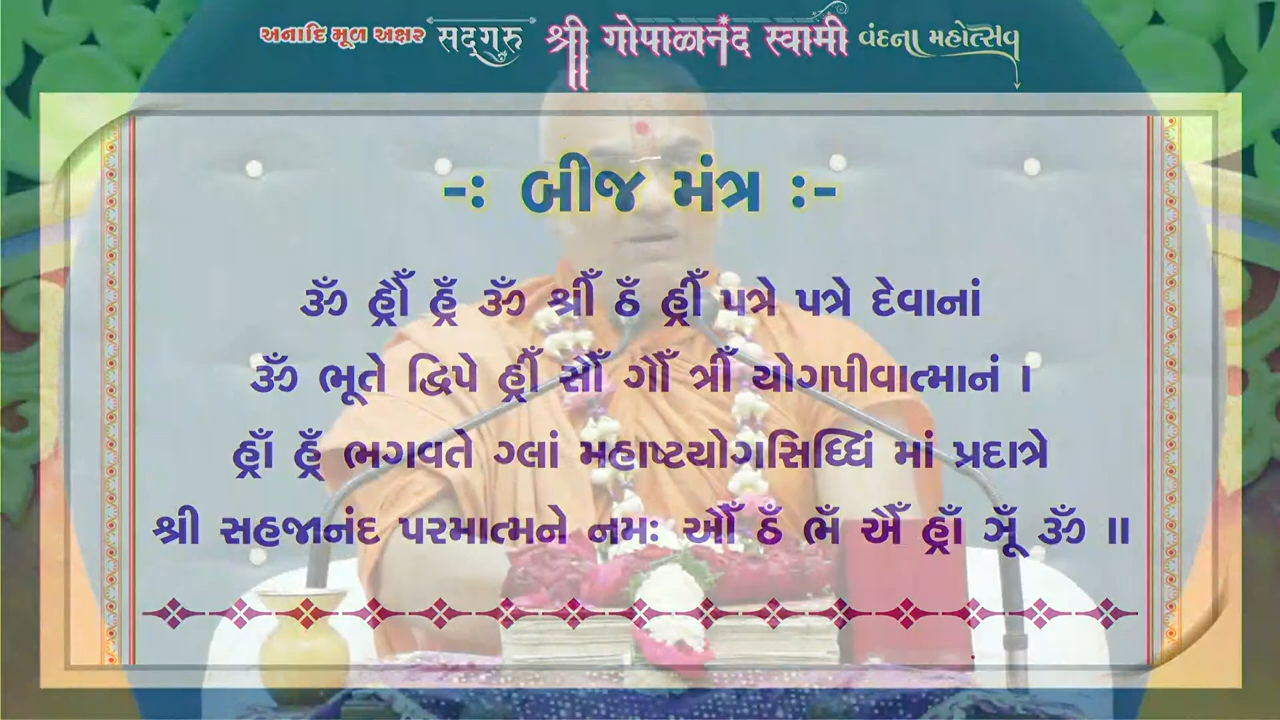 અનાદિ મૂળ અક્ષર સદ્‌ગુરુ શ્રી ગોપાળાનંદ સ્વામી વંદના મહોત્સવ
-: બીજ મંત્ર :-
ૐ હ્રૌઁ હ્રઁ ૐ શ્રીઁ ઠઁ હ્રીઁ પત્રે પત્રે દેવાનાં
ૐ ભૂતે દ્વિપે હ્રીઁ સૌઁ ગૌઁ ત્રીઁ યોગપીવાત્માનં ।
હ્રાઁ હ્રઁ ભગવતે ગ્લાં મહાષ્ટયોગસિધ્ધિં માં પ્રદાત્રે
શ્રી સહજાનંદ પરમાત્મને નમઃ ઔઁ ઠઁ ભઁ ઐઁ હ્રાઁ ઞૂઁ ૐ ॥